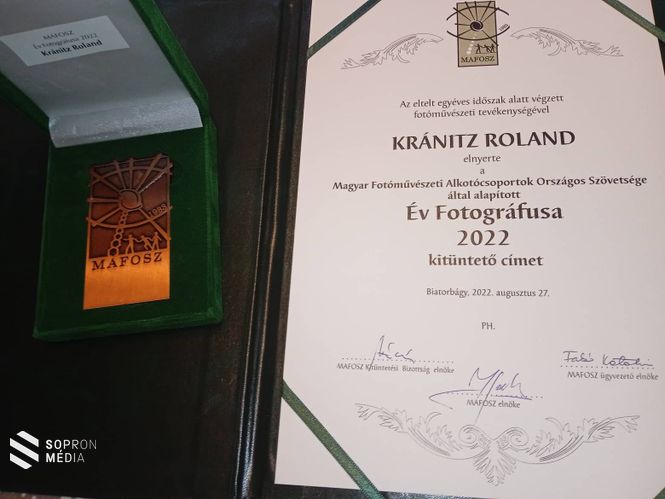 MAFOSZ
Év Fotográfusa 2022
Kránitz Roland
1988
MAFOSZ
MAFOSZ
Az eltelt egyéves időszak alatt végzett
fotóművészeti tevékenységével
KRÁNITZ ROLAND
elnyerte
a
Magyar Fotóművészeti Alkotócsoportok Országos Szövetsége
által alapított
Év Fotográfusa
2022
kitüntető címet
Biatorbágy, 2022. augusztus 27.
PH.
MAFOSZ Kitüntetési Bizottság elnöke
MAFOSZ elnöke
MAFOSZ ügyvezető elnöke
SOPRON
MÉDIA